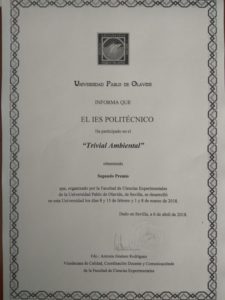 UNIVERSIDAD PABLO DE OLAVIDE
INFORMA QUE
EL IES POLITÉCNICO
ha participado en el
“Trivial Ambiental”
obteniendo
Segundo Premio
que, organizado por la Facultad de Ciencias Experimentales
de la Universidad Pablo de Olavide, de Sevilla, se desarrolló
en esta Universidad los días 8 y 15 de febrero y 1 y 8 de marzo de 2018.
Dado en Sevilla, a 6 de abril de 2018.
Fdo.: Antonio Jiménez
Vicedecana de Calidad, Coordinación Docente y
de la Facultad de Ciencias Experimentales